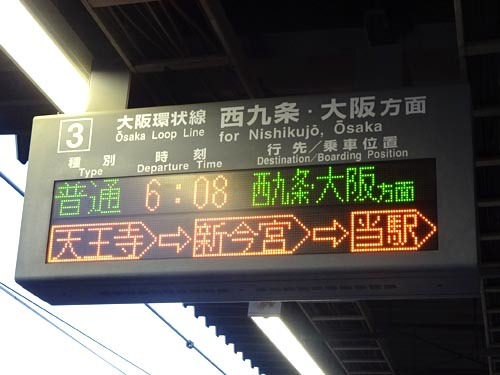 3 大阪環状線 西九条・大阪方面
Ōsaka Loop Line for Nishikujō, Ōsaka
種別 時刻 行先／乗車位置
Type Departure Time Destination/Boarding Position
普通 6:08 西九条大阪方面
天王寺⇨新今宮⇨当駅